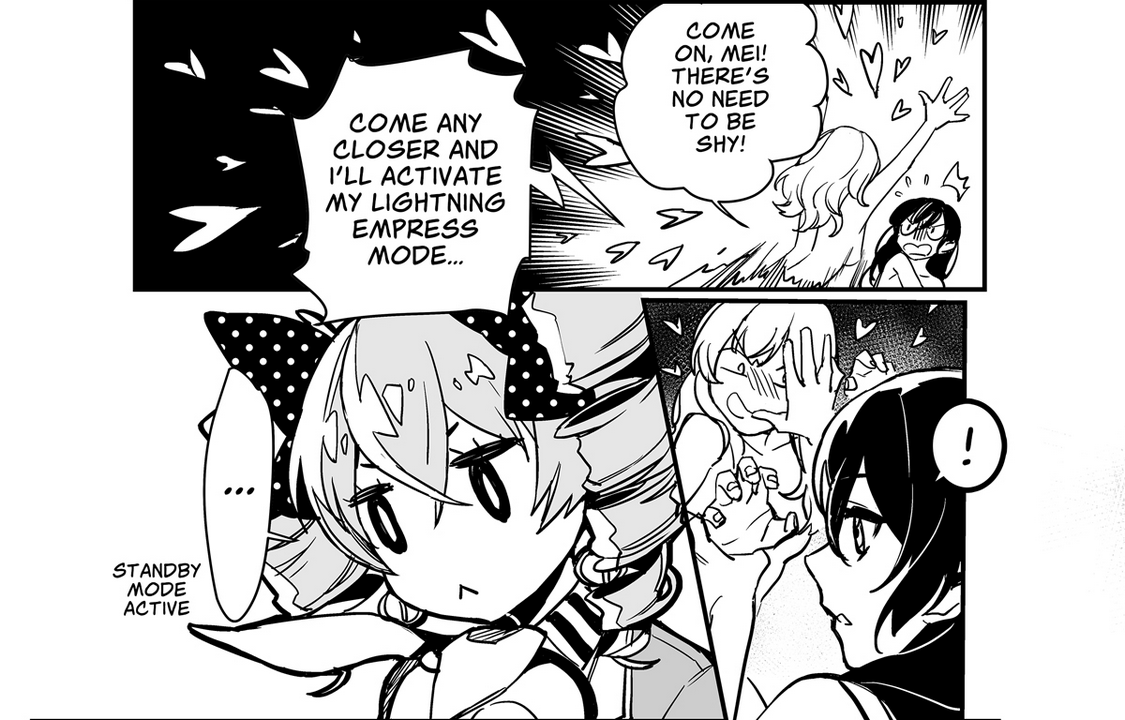 COME
ON, MEI!
THERE'S
NO NEED
TO BE
SHY!
COME ANY
CLOSER AND
I'LL ACTIVATE
MY LIGHTNING
EMPRESS
MODE...
!
...
STANDBY
MODE
ACTIVE